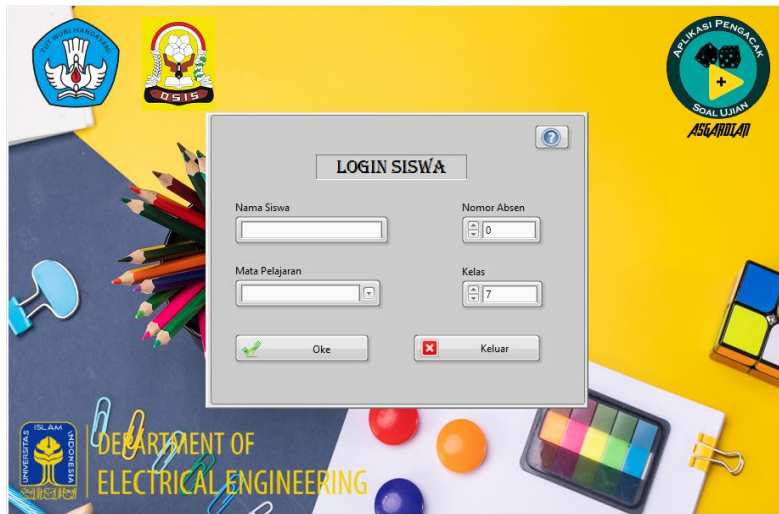 TUT WURI HANDAYANI
OSIS
APLIKASI PENGACAK
SOAL UJIAN
ASGARDIAN
LOGIN SISWA
Nama Siswa
Nomor Absen
0
Mata Pelajaran
Kelas
7
Oke
Keluar
UNIVERSITAS ISLAM INDONESIA
DEPARTMENT OF
ELECTRICAL ENGINEERING